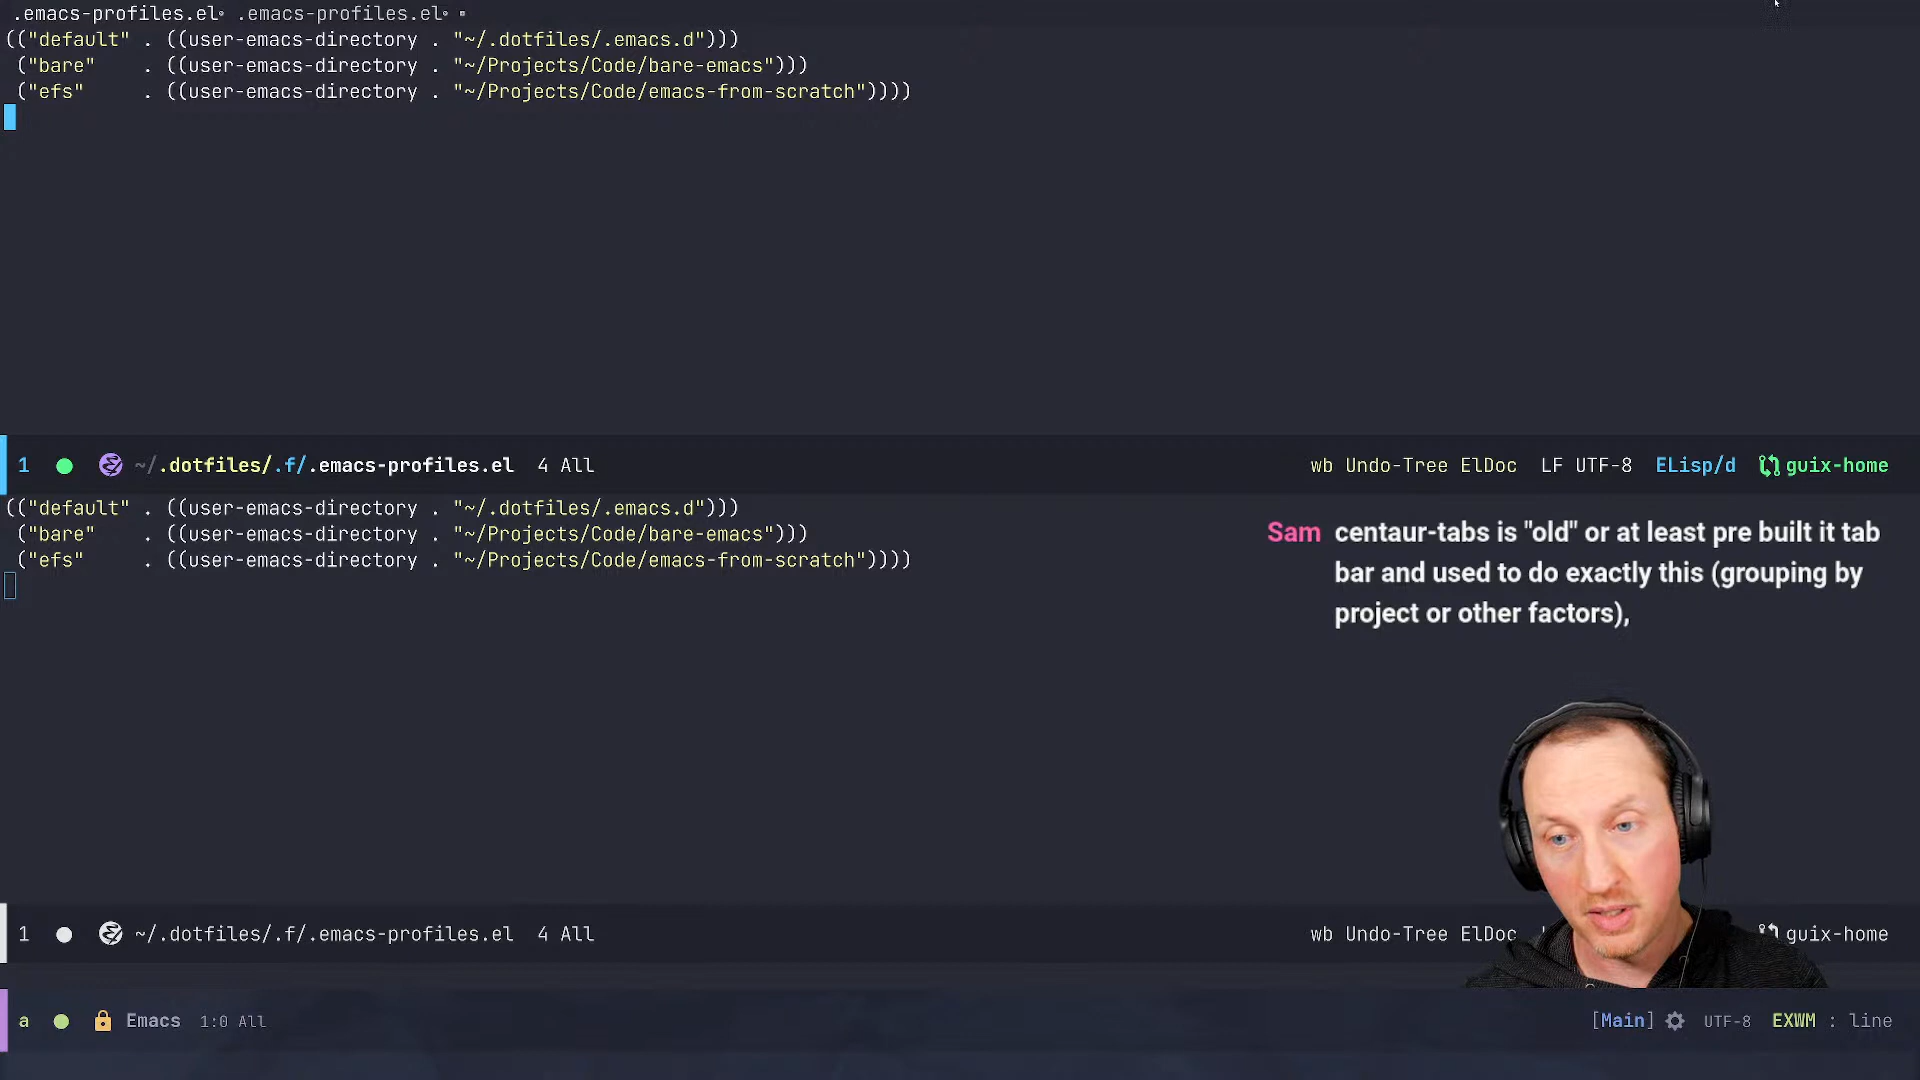 .emacs-profiles.el .emacs-profiles.el
(("default" . ((user-emacs-directory . "~/.dotfiles/.emacs.d")))
("bare" . ((user-emacs-directory . "~/Projects/Code/bare-emacs")))
("efs" . ((user-emacs-directory . "~/Projects/Code/emacs-from-scratch"))))
1 ~/.dotfiles/.f/.emacs-profiles.el 4 All wb Undo-Tree ElDoc LF UTF-8 ELisp/d guix-home
(("default" . ((user-emacs-directory . "~/.dotfiles/.emacs.d")))
("bare" . ((user-emacs-directory . "~/Projects/Code/bare-emacs")))
("efs" . ((user-emacs-directory . "~/Projects/Code/emacs-from-scratch"))))
Sam centaur-tabs is "old" or at least pre built it tab
bar and used to do exactly this (grouping by
project or other factors),
1 ~/.dotfiles/.f/.emacs-profiles.el 4 All wb Undo-Tree ElDoc guix-home
a Emacs 1:0 All [Main] UTF-8 EXWM : line